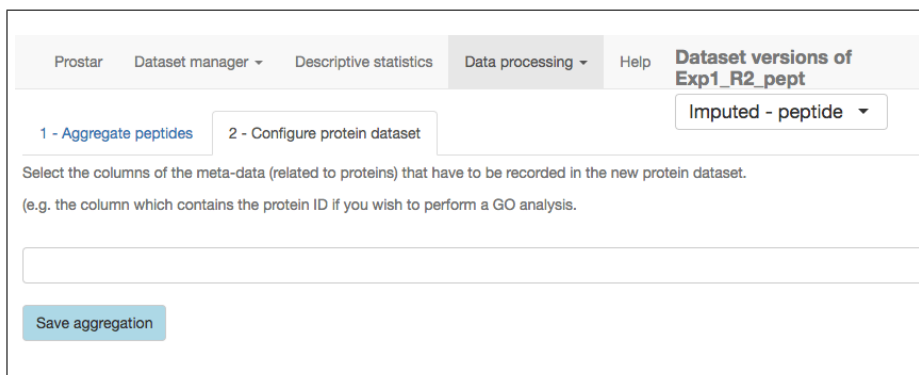 Prostar Dataset manager Descriptive statistics Data processing Help
Dataset versions of
Exp1_R2_pept
Imputed - peptide
1 - Aggregate peptides 2 - Configure protein dataset
Select the columns of the meta-data (related to proteins) that have to be recorded in the new protein dataset.
(e.g. the column which contains the protein ID if you wish to perform a GO analysis.
Save aggregation